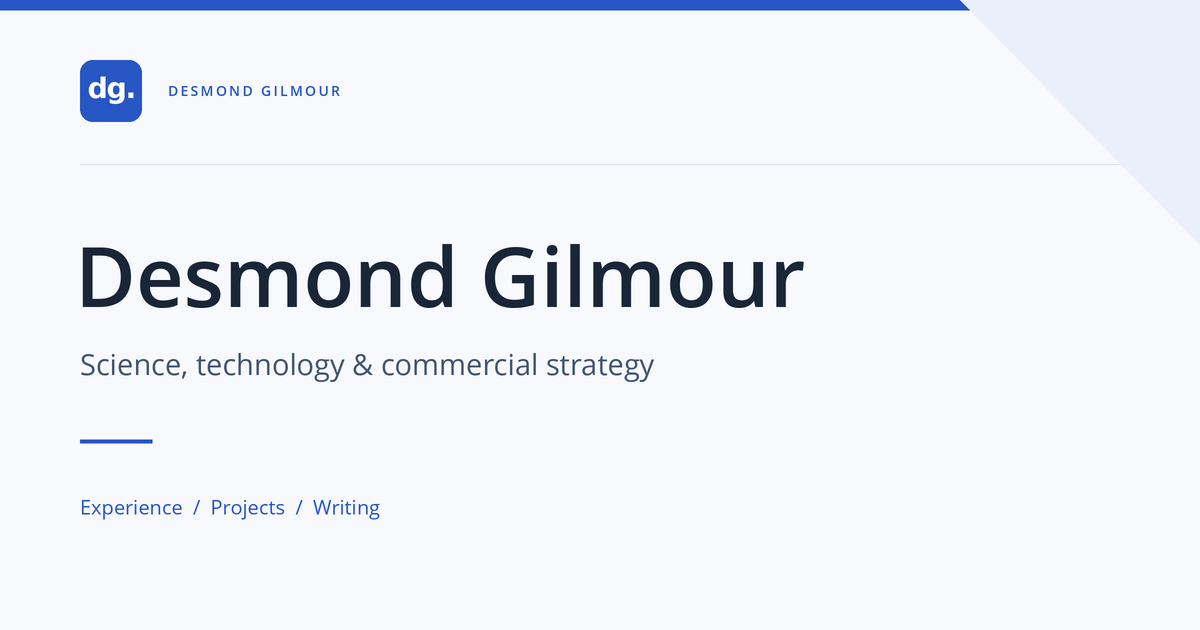 dg.
DESMOND GILMOUR
Desmond Gilmour
Science, technology & commercial strategy
Experience / Projects / Writing